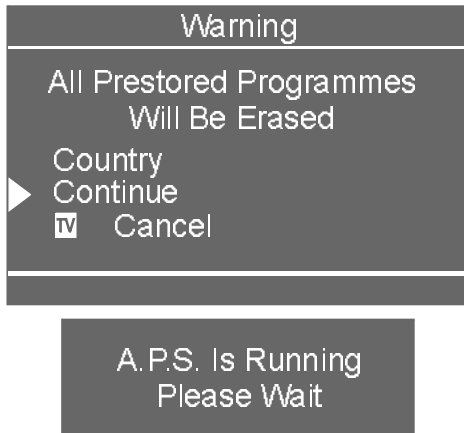 Warning
All Prestored Programmes
Will Be Erased
Country
Continue
TV Cancel
A.P.S. Is Running
Please Wait